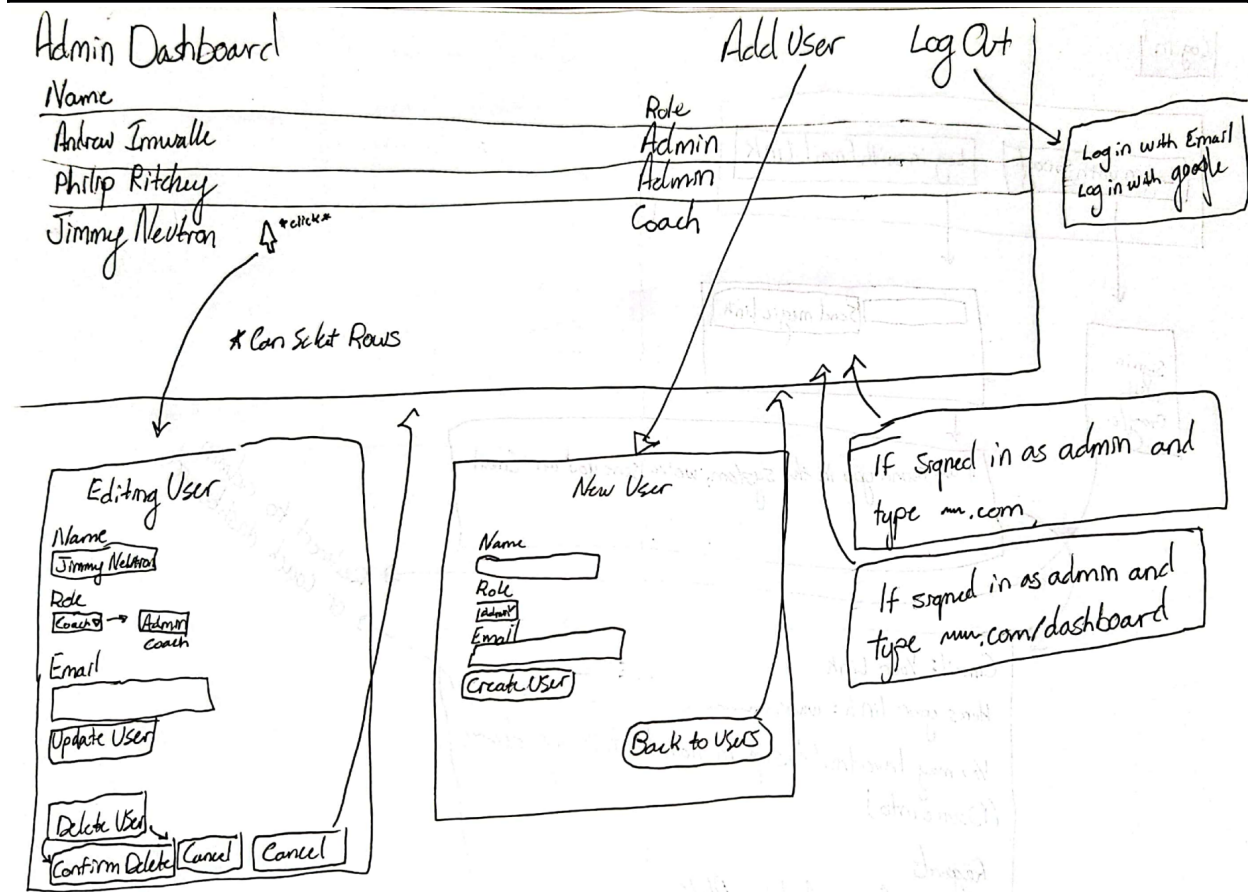 Admin Dashboard
Add User
Log Out
Name
Role
Andrew Imwalle
Admin
Philip Ritchey
Admin
Jimmy Neutron
*click*
Coach
Log in with Email
Log in with google
*Can Select Rows
If signed in as admin and
type .com
If signed in as admin and
type .com/dashboard
Editing User
Name
Jimmy Neutron
Role
Coach
Admin
Coach
Email
Update User
Delete User
Confirm Delete
Cancel
Cancel
New User
Name
Role
Admin
Email
Create User
Back to Users
Send magic link